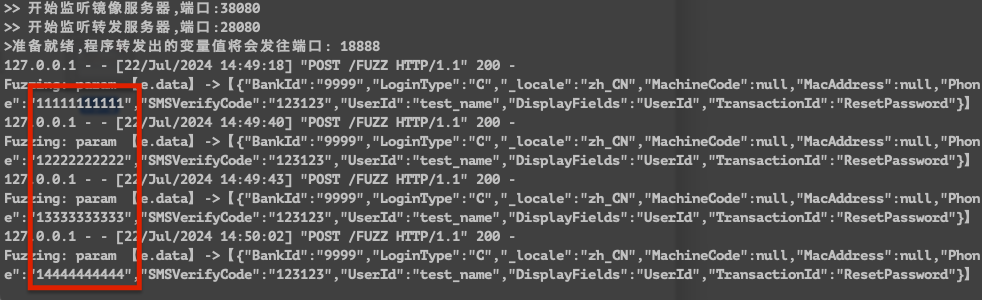 >> 开始监听镜像服务器,端口:38080
>> 开始监听转发服务器,端口:28080
>准备就绪,程序转发出的变量值将会发往端口: 18888
127.0.0.1 - - [22/Jul/2024 14:49:18] "POST /FUZZ HTTP/1.1" 200 -
Fuzzing: param 【e.data】->【{"BankId":"9999","LoginType":"C","_locale":"zh_CN","MachineCode":null,"MacAddress":null,"Phon
e":"11111111111","SMSVerifyCode":"123123","UserId":"test_name","DisplayFields":"UserId","TransactionId":"ResetPassword"}】
127.0.0.1 - - [22/Jul/2024 14:49:40] "POST /FUZZ HTTP/1.1" 200 -
Fuzzing: param 【e.data】->【{"BankId":"9999","LoginType":"C","_locale":"zh_CN","MachineCode":null,"MacAddress":null,"Phon
e":"12222222222","SMSVerifyCode":"123123","UserId":"test_name","DisplayFields":"UserId","TransactionId":"ResetPassword"}】
127.0.0.1 - - [22/Jul/2024 14:49:43] "POST /FUZZ HTTP/1.1" 200 -
Fuzzing: param 【e.data】->【{"BankId":"9999","LoginType":"C","_locale":"zh_CN","MachineCode":null,"MacAddress":null,"Phon
e":"13333333333","SMSVerifyCode":"123123","UserId":"test_name","DisplayFields":"UserId","TransactionId":"ResetPassword"}】
127.0.0.1 - - [22/Jul/2024 14:50:02] "POST /FUZZ HTTP/1.1" 200 -
Fuzzing: param 【e.data】->【{"BankId":"9999","LoginType":"C","_locale":"zh_CN","MachineCode":null,"MacAddress":null,"Phon
e":"14444444444","SMSVerifyCode":"123123","UserId":"test_name","DisplayFields":"UserId","TransactionId":"ResetPassword"}】